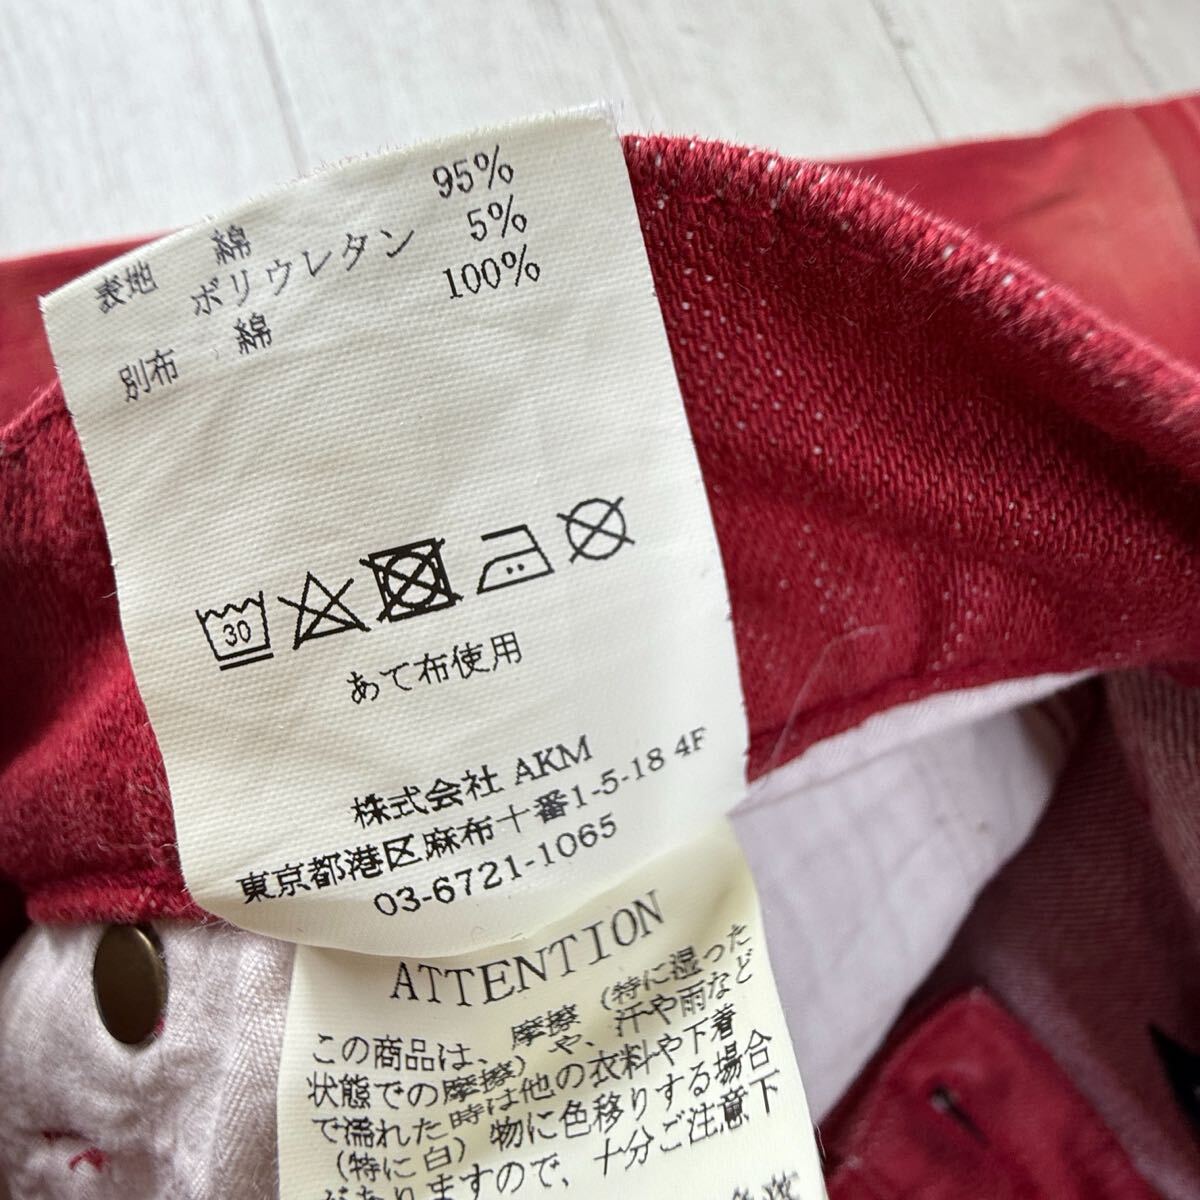 表地 綿 95%
ポリウレタン 5%
別布 綿 100%
30
あて布使用
株式会社 AKM
東京都港区麻布十番1-5-18 4F
03-6721-1065
ATTENTION
この商品は、摩擦（特に湿った
状態での摩擦）や、汗や雨など
で濡れた時は他の衣料や下着
（特に白）物に色移りする場合
がありますので、十分ご注意下